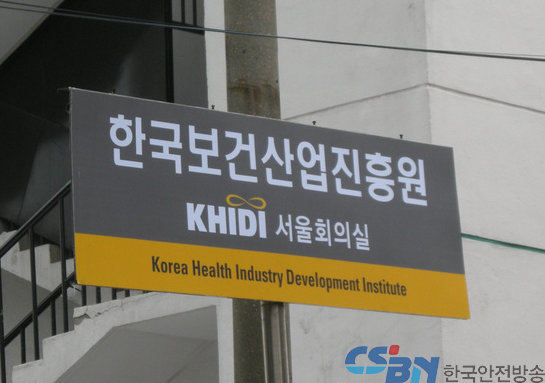 한국보건산업진흥원
KHIDI 서울회의실
Korea Health Industry Development Institute
CSBN 한국안전방송